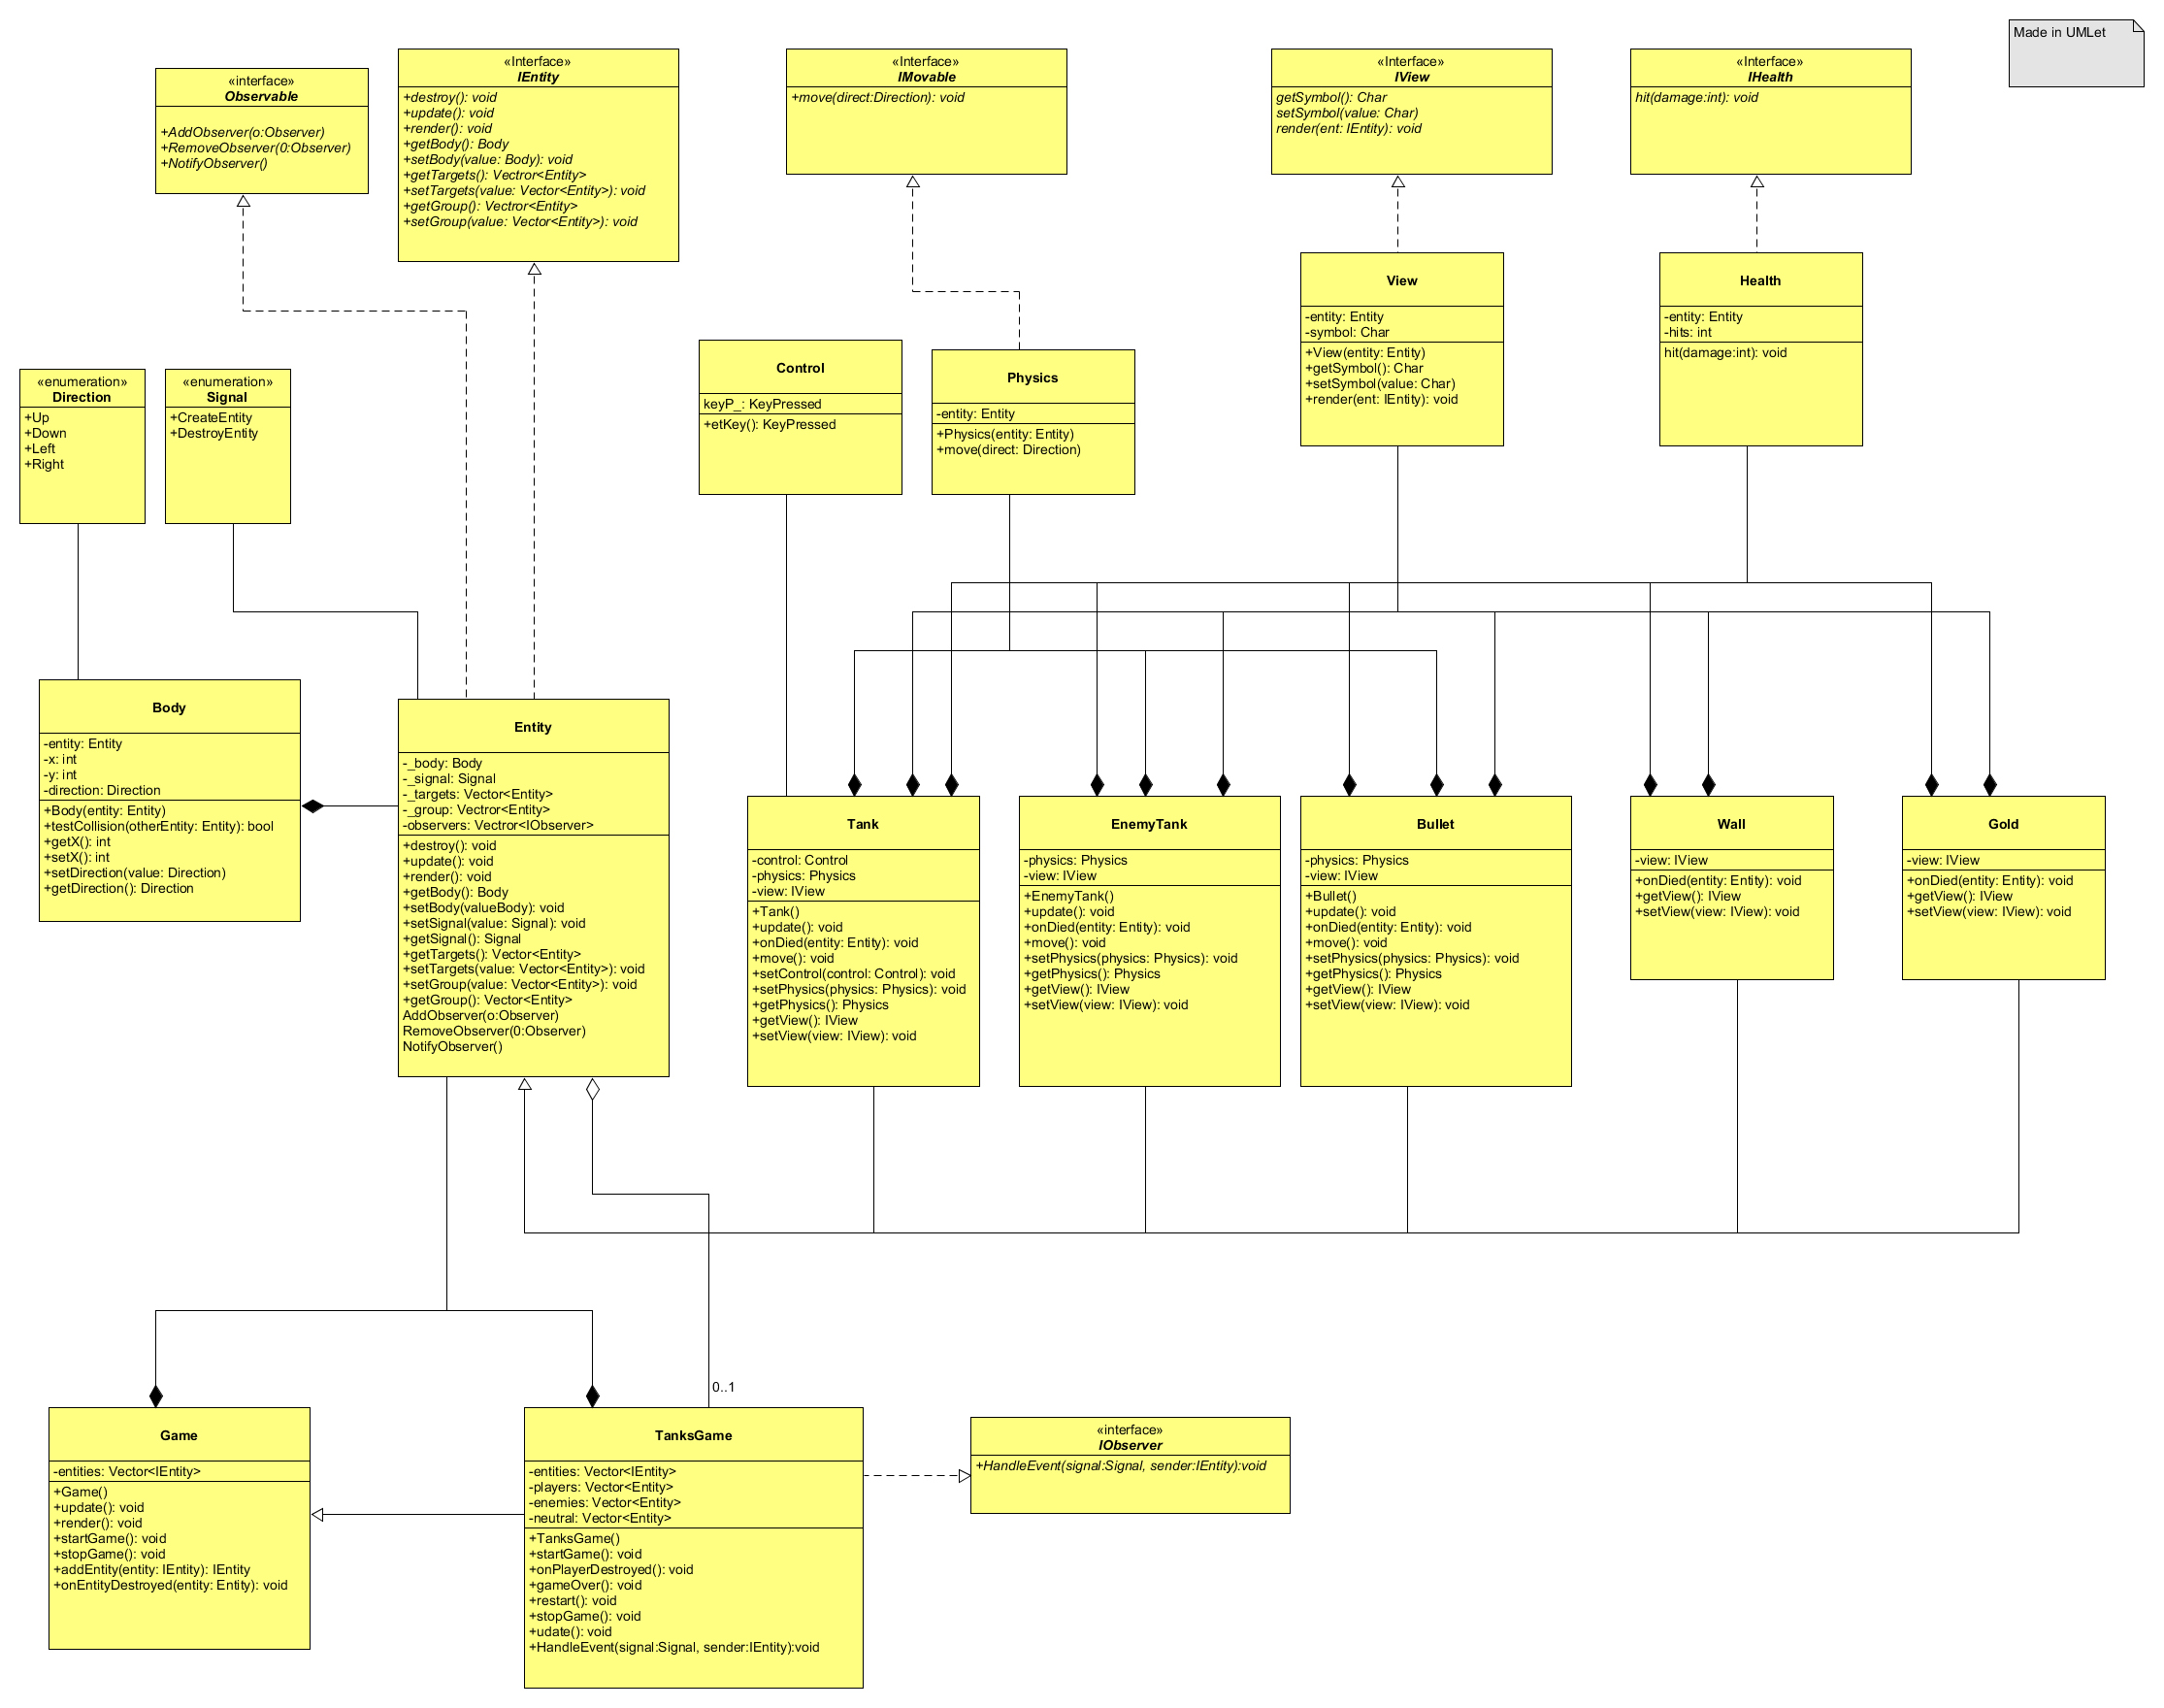 Made in UMLet
«interface»
Observable
+AddObserver(o:Observer)
+RemoveObserver(0:Observer)
+NotifyObserver()
«Interface»
IEntity
+destroy(): void
+update(): void
+render(): void
+getBody(): Body
+setBody(value: Body): void
+getTargets(): Vectror<Entity>
+setTargets(value: Vector<Entity>): void
+getGroup(): Vectror<Entity>
+setGroup(value: Vector<Entity>): void
«Interface»
IMovable
+move(direct:Direction): void
«Interface»
IView
getSymbol(): Char
setSymbol(value: Char)
render(ent: IEntity): void
«Interface»
IHealth
hit(damage:int): void
«enumeration»
Direction
+Up
+Down
+Left
+Right
«enumeration»
Signal
+CreateEntity
+DestroyEntity
Control
keyP_: KeyPressed
+etKey(): KeyPressed
Physics
-entity: Entity
+Physics(entity: Entity)
+move(direct: Direction)
View
-entity: Entity
-symbol: Char
+View(entity: Entity)
+getSymbol(): Char
+setSymbol(value: Char)
+render(ent: IEntity): void
Health
-entity: Entity
-hits: int
hit(damage:int): void
Body
-entity: Entity
-x: int
-y: int
-direction: Direction
+Body(entity: Entity)
+testCollision(otherEntity: Entity): bool
+getX(): int
+setX(): int
+setDirection(value: Direction)
+getDirection(): Direction
Entity
-_body: Body
-_signal: Signal
-_targets: Vector<Entity>
-_group: Vectror<Entity>
-observers: Vectror<IObserver>
+destroy(): void
+update(): void
+render(): void
+getBody(): Body
+setBody(valueBody): void
+setSignal(value: Signal): void
+getSignal(): Signal
+getTargets(): Vector<Entity>
+setTargets(value: Vector<Entity>): void
+setGroup(value: Vector<Entity>): void
+getGroup(): Vector<Entity>
AddObserver(o:Observer)
RemoveObserver(0:Observer)
NotifyObserver()
Tank
-control: Control
-physics: Physics
-view: IView
+Tank()
+update(): void
+onDied(entity: Entity): void
+move(): void
+setControl(control: Control): void
+setPhysics(physics: Physics): void
+getPhysics(): Physics
+getView(): IView
+setView(view: IView): void
EnemyTank
-physics: Physics
-view: IView
+EnemyTank()
+update(): void
+onDied(entity: Entity): void
+move(): void
+setPhysics(physics: Physics): void
+getPhysics(): Physics
+getView(): IView
+setView(view: IView): void
Bullet
-physics: Physics
-view: IView
+Bullet()
+update(): void
+onDied(entity: Entity): void
+move(): void
+setPhysics(physics: Physics): void
+getPhysics(): Physics
+getView(): IView
+setView(view: IView): void
Wall
-view: IView
+onDied(entity: Entity): void
+getView(): IView
+setView(view: IView): void
Gold
-view: IView
+onDied(entity: Entity): void
+getView(): IView
+setView(view: IView): void
0..1
Game
-entities: Vector<IEntity>
+Game()
+update(): void
+render(): void
+startGame(): void
+stopGame(): void
+addEntity(entity: IEntity): IEntity
+onEntityDestroyed(entity: Entity): void
TanksGame
-entities: Vector<IEntity>
-players: Vector<Entity>
-enemies: Vector<Entity>
-neutral: Vector<Entity>
+TanksGame()
+startGame(): void
+onPlayerDestroyed(): void
+gameOver(): void
+restart(): void
+stopGame(): void
+udate(): void
+HandleEvent(signal:Signal, sender:IEntity):void
«interface»
IObserver
+HandleEvent(signal:Signal, sender:IEntity):void